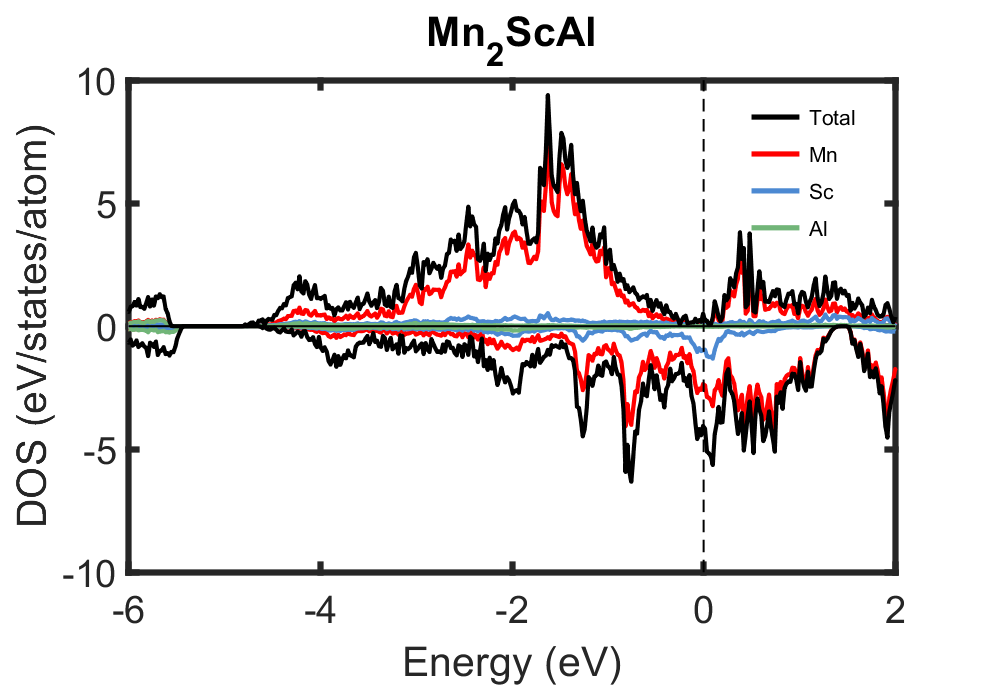 Mn2ScAl
10
5
0
-5
-10
DOS (eV/states/atom)
Total
Mn
Sc
Al
-6 -4 -2 0 2
Energy (eV)